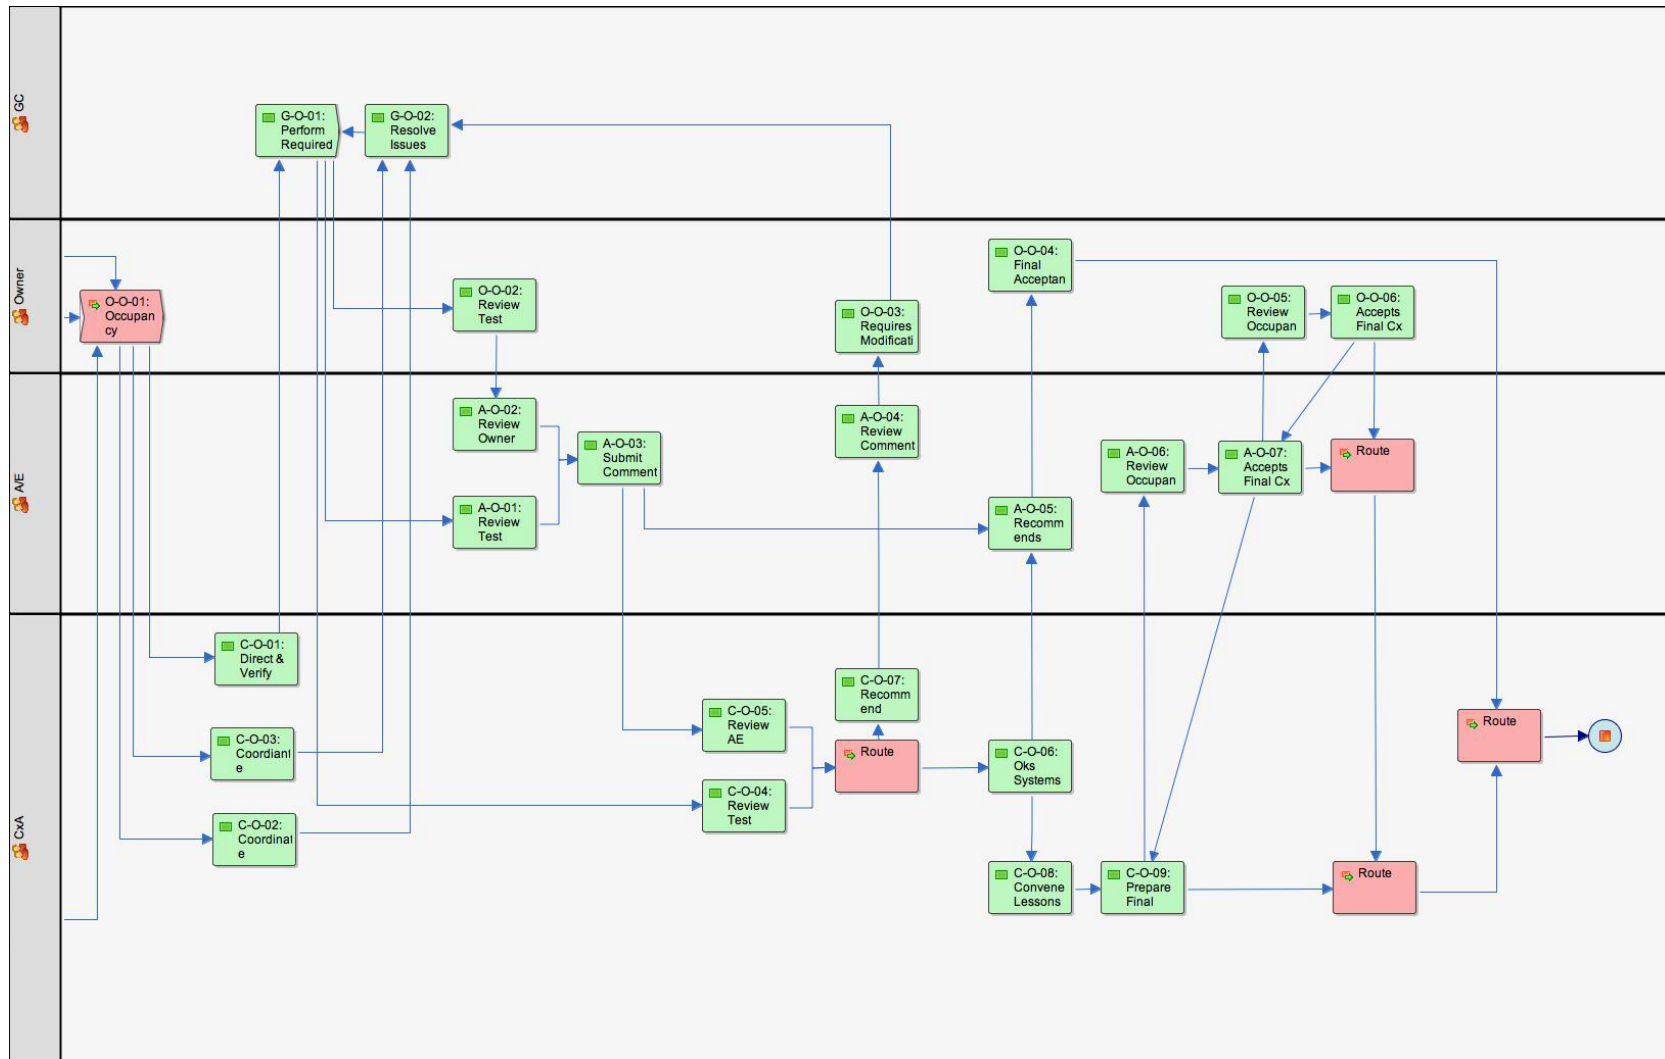 GC
G-O-01:
Perform
Required
G-O-02:
Resolve
Issues
Owner
O-O-01:
Occupan
cy
O-O-02:
Review
Test
O-O-03:
Requires
Modificati
O-O-04:
Final
Acceptan
O-O-05:
Review
Occupan
O-O-06:
Accepts
Final Cx
A/E
A-O-02:
Review
Owner
A-O-01:
Review
Test
A-O-03:
Submit
Comment
A-O-04:
Review
Comment
A-O-05:
Recomm
ends
A-O-06:
Review
Occupan
A-O-07:
Accepts
Final Cx
Route
CxA
C-O-01:
Direct &
Verify
C-O-03:
Coordiant
e
C-O-02:
Coordinat
e
C-O-05:
Review
AE
C-O-04:
Review
Test
C-O-07:
Recomm
end
Route
C-O-06:
Oks
Systems
C-O-08:
Convene
Lessons
C-O-09:
Prepare
Final
Route
Route